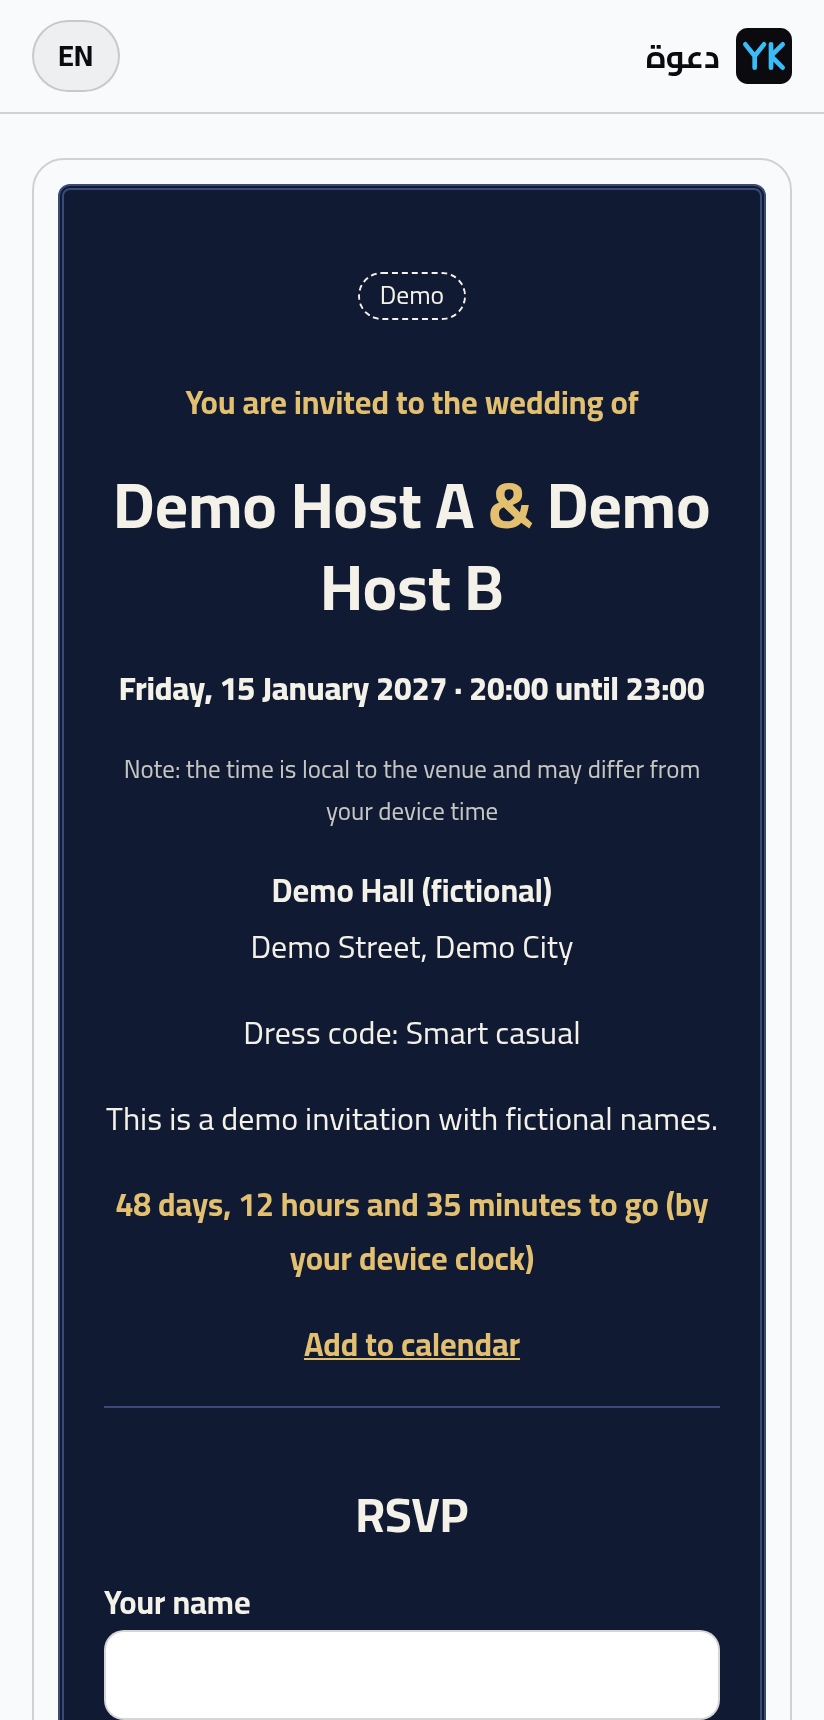 EN
دعوة YK
Demo
You are invited to the wedding of
Demo Host A & Demo
Host B
Friday, 15 January 2027 · 20:00 until 23:00
Note: the time is local to the venue and may differ from
your device time
Demo Hall (fictional)
Demo Street, Demo City
Dress code: Smart casual
This is a demo invitation with fictional names.
48 days, 12 hours and 35 minutes to go (by
your device clock)
Add to calendar
RSVP
Your name